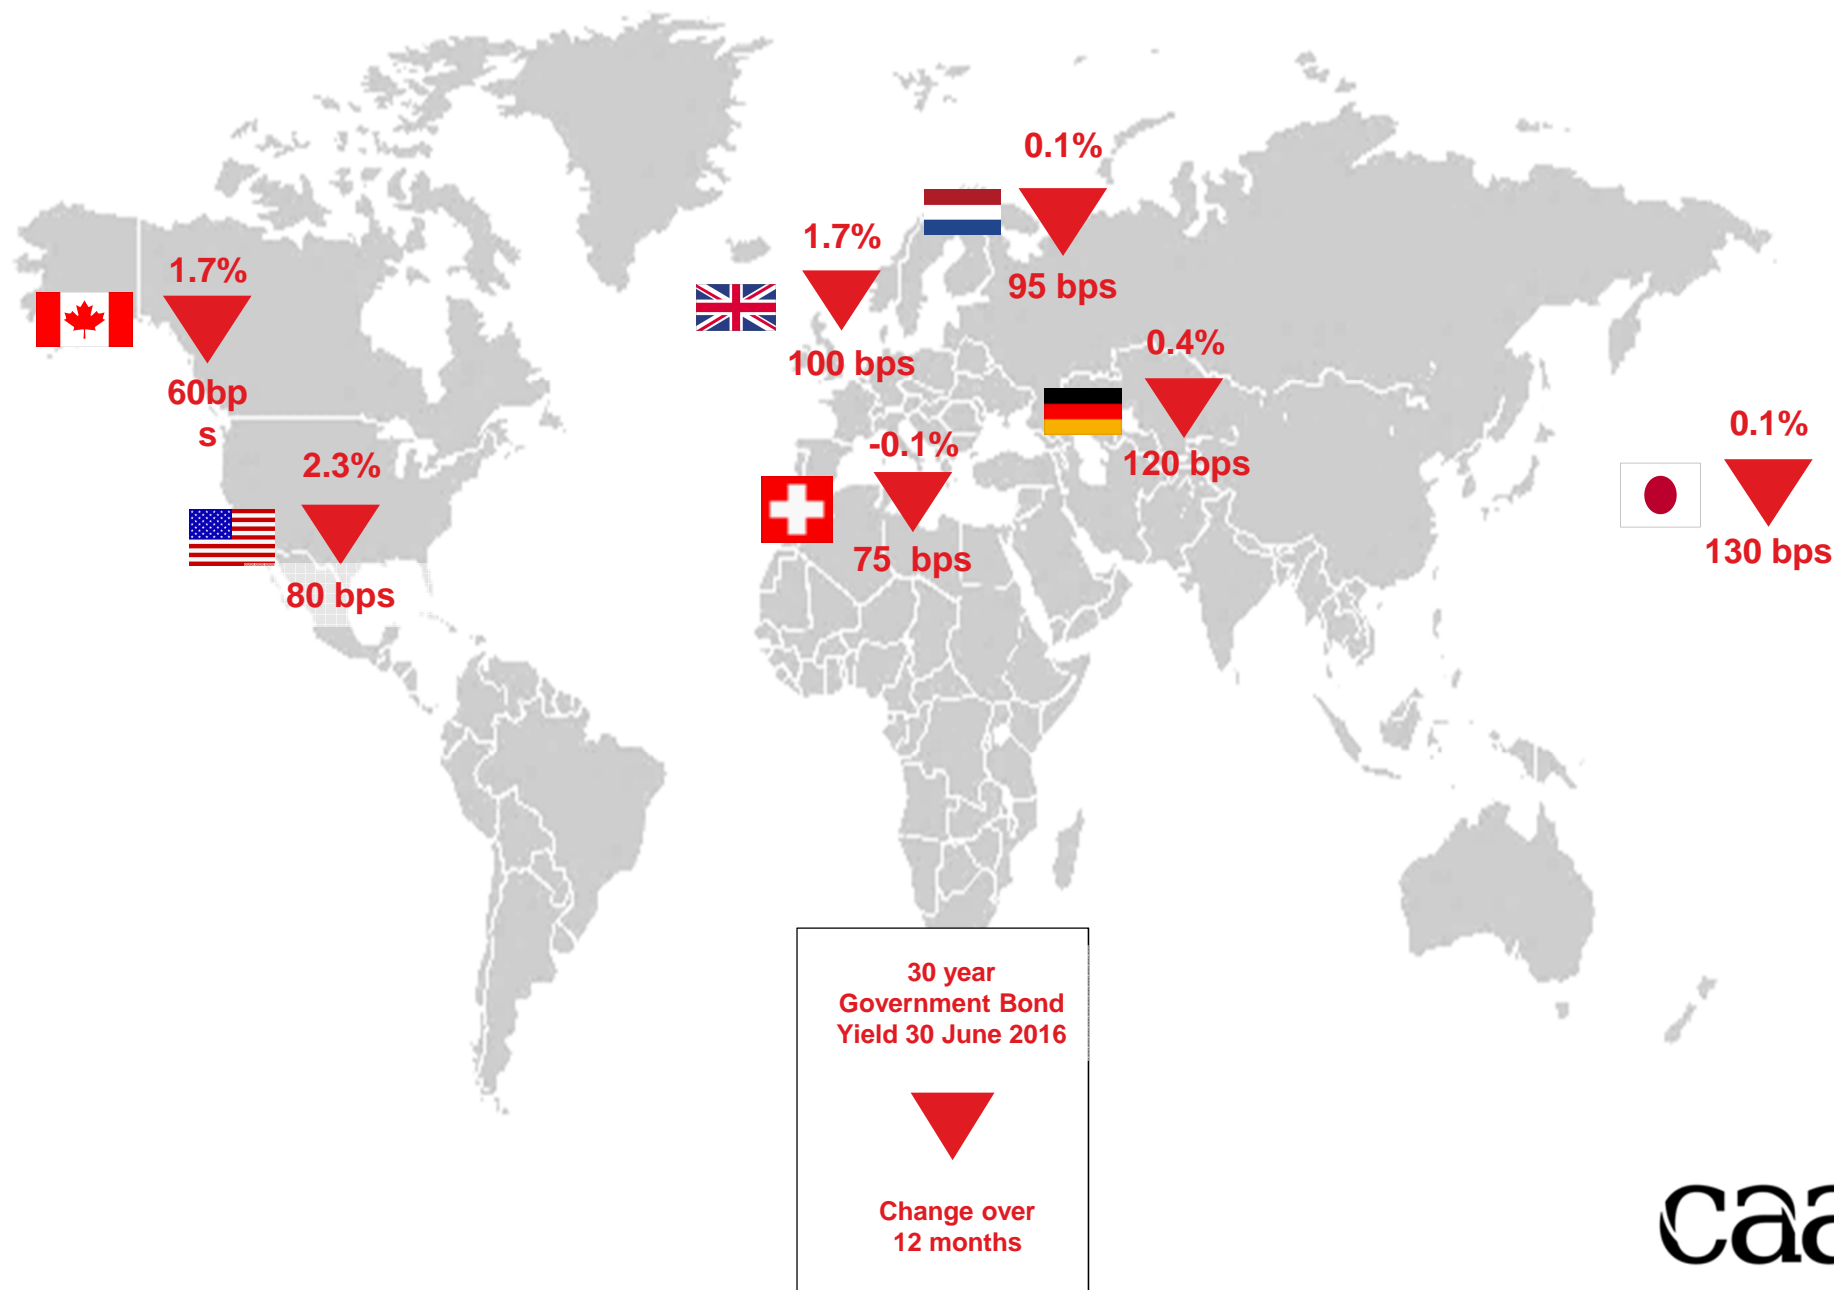 0.1%
1.7%
95 bps
1.7%
60bp
s
100 bps
0.4%
120 bps
-0.1%
75 bps
2.3%
80 bps
0.1%
130 bps
30 year
Government Bond
Yield 30 June 2016
Change over
12 months